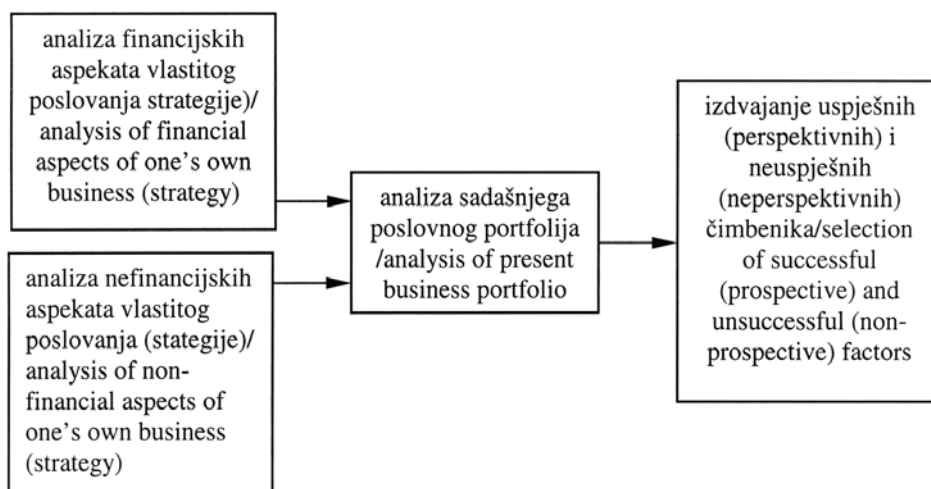 analiza financijskih
aspekata vlastitog
poslovanja strategije)/
analysis of financial
aspects of one's own
business (strategy)
analiza nefinancijskih
aspekata vlastitog
poslovanja (stategije)/
analysis of non-
financial aspects of
one's own business
(strategy)
analiza sadašnjega
poslovnog portfolija
/analysis of present
business portfolio
izdvajanje uspješnih
(perspektivnih) i
neuspješnih
(neperspektivnih)
čimbenika/selection
of successful
(prospective) and
unsuccessful (non-
prospective) factors